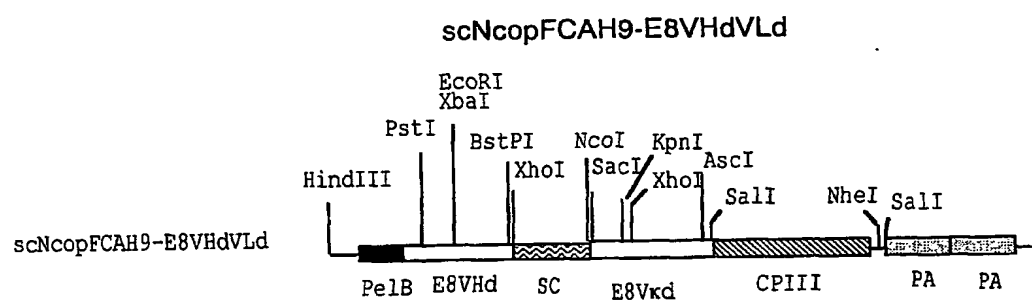 scNcopFCAH9-E8VHdVLd
EcoRI
XbaI
PstI
BstPI
NcoI
KpnI
HindIII
XhoI
SacI
XhoI
AscI
SalI
NheI
SalI
scNcopFCAH9-E8VHdVLd
PelB E8VHd SC E8Vκd CPIII PA PA